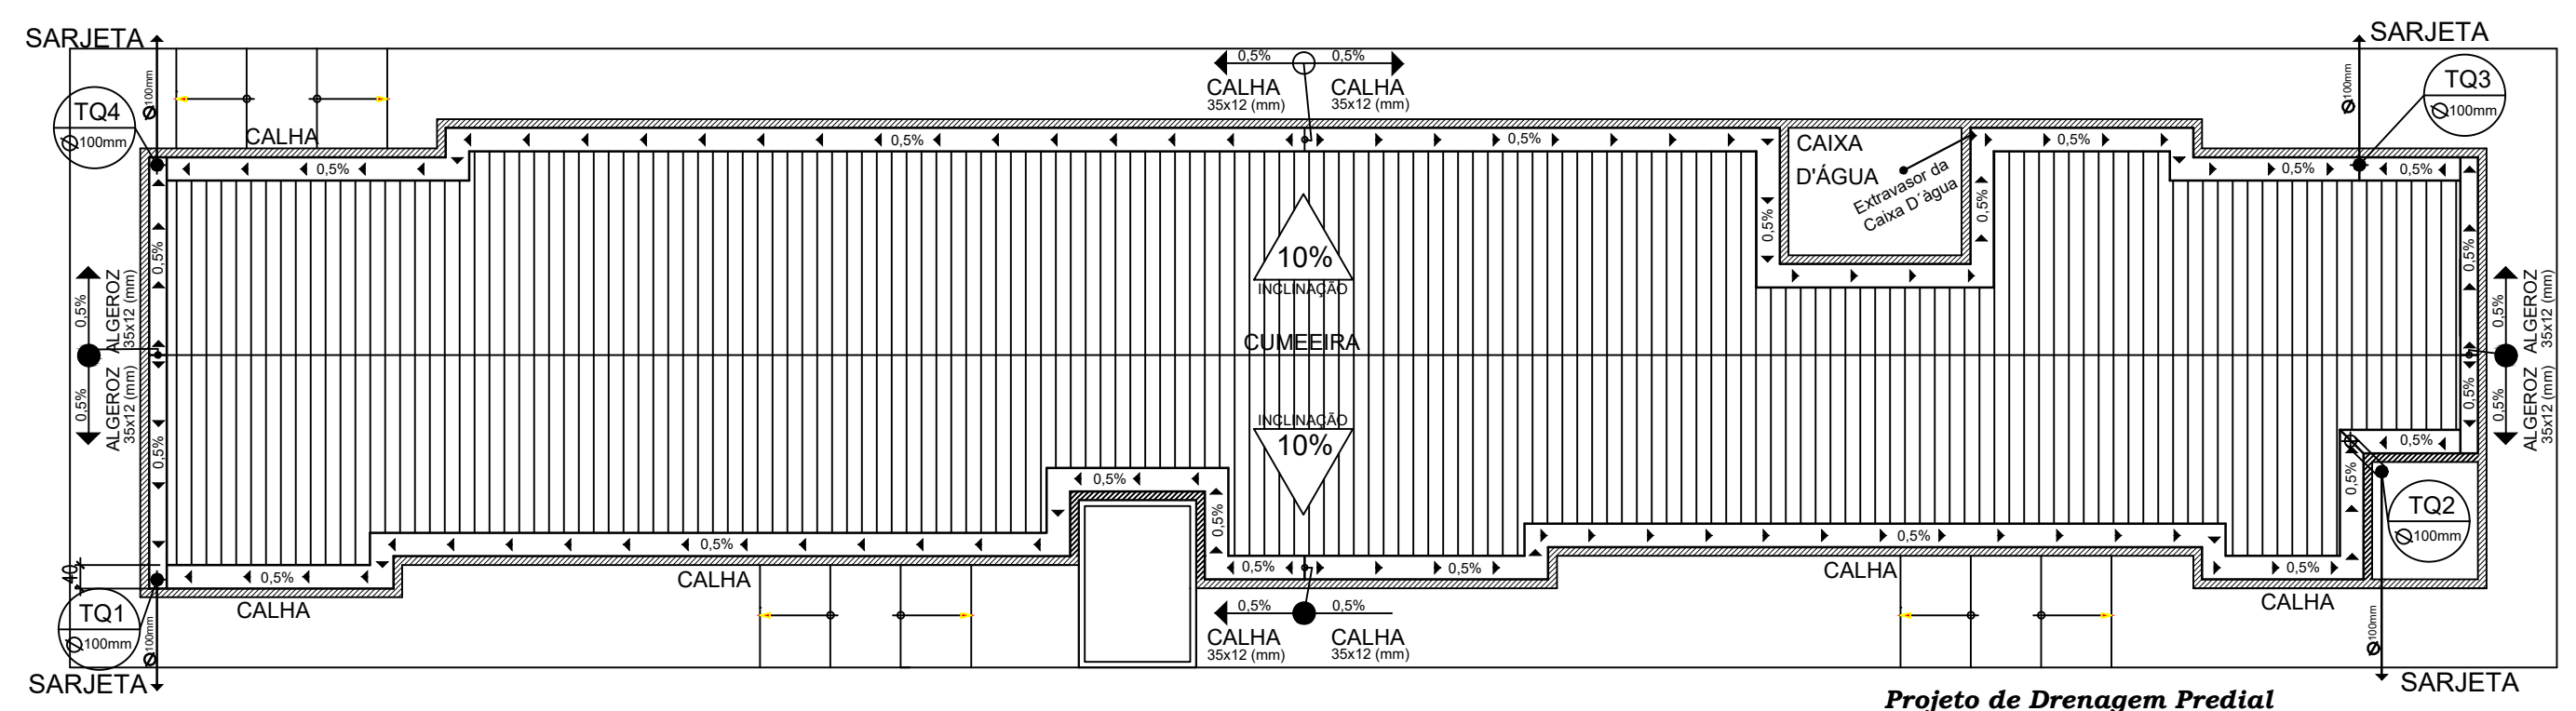 SARJETA
SARJETA
0,5%
0,5%
CALHA
CALHA
35x12 (mm)
35x12 (mm)
TQ4
Ø100mm
Ø100mm
CALHA
TQ3
Ø100mm
Ø100mm
0,5%
0,5%
0,5%
0,5%
0,5%
0,5%
CAIXA
D'ÁGUA
Extravasor da
Caixa D´àgua
0,5%
0,5%
0,5%
0,5%
0,5%
ALGEROZ
35x12 (mm)
10%
INCLINAÇÃO
0,5%
ALGEROZ
35x12 (mm)
CUMEEIRA
0,5%
0,5%
ALGEROZ
35x12 (mm)
INCLINAÇÃO
10%
0,5%
0,5%
ALGEROZ
35x12 (mm)
0,5%
0,5%
0,5%
0,5%
TQ2
Ø100mm
0,5%
0,5%
0,5%
0,5%
0,5%
0,5%
40
CALHA
CALHA
CALHA
CALHA
TQ1
Ø100mm
Ø100mm
0,5%
0,5%
CALHA
CALHA
35x12 (mm)
35x12 (mm)
Ø100mm
SARJETA
SARJETA
Projeto de Drenagem Predial